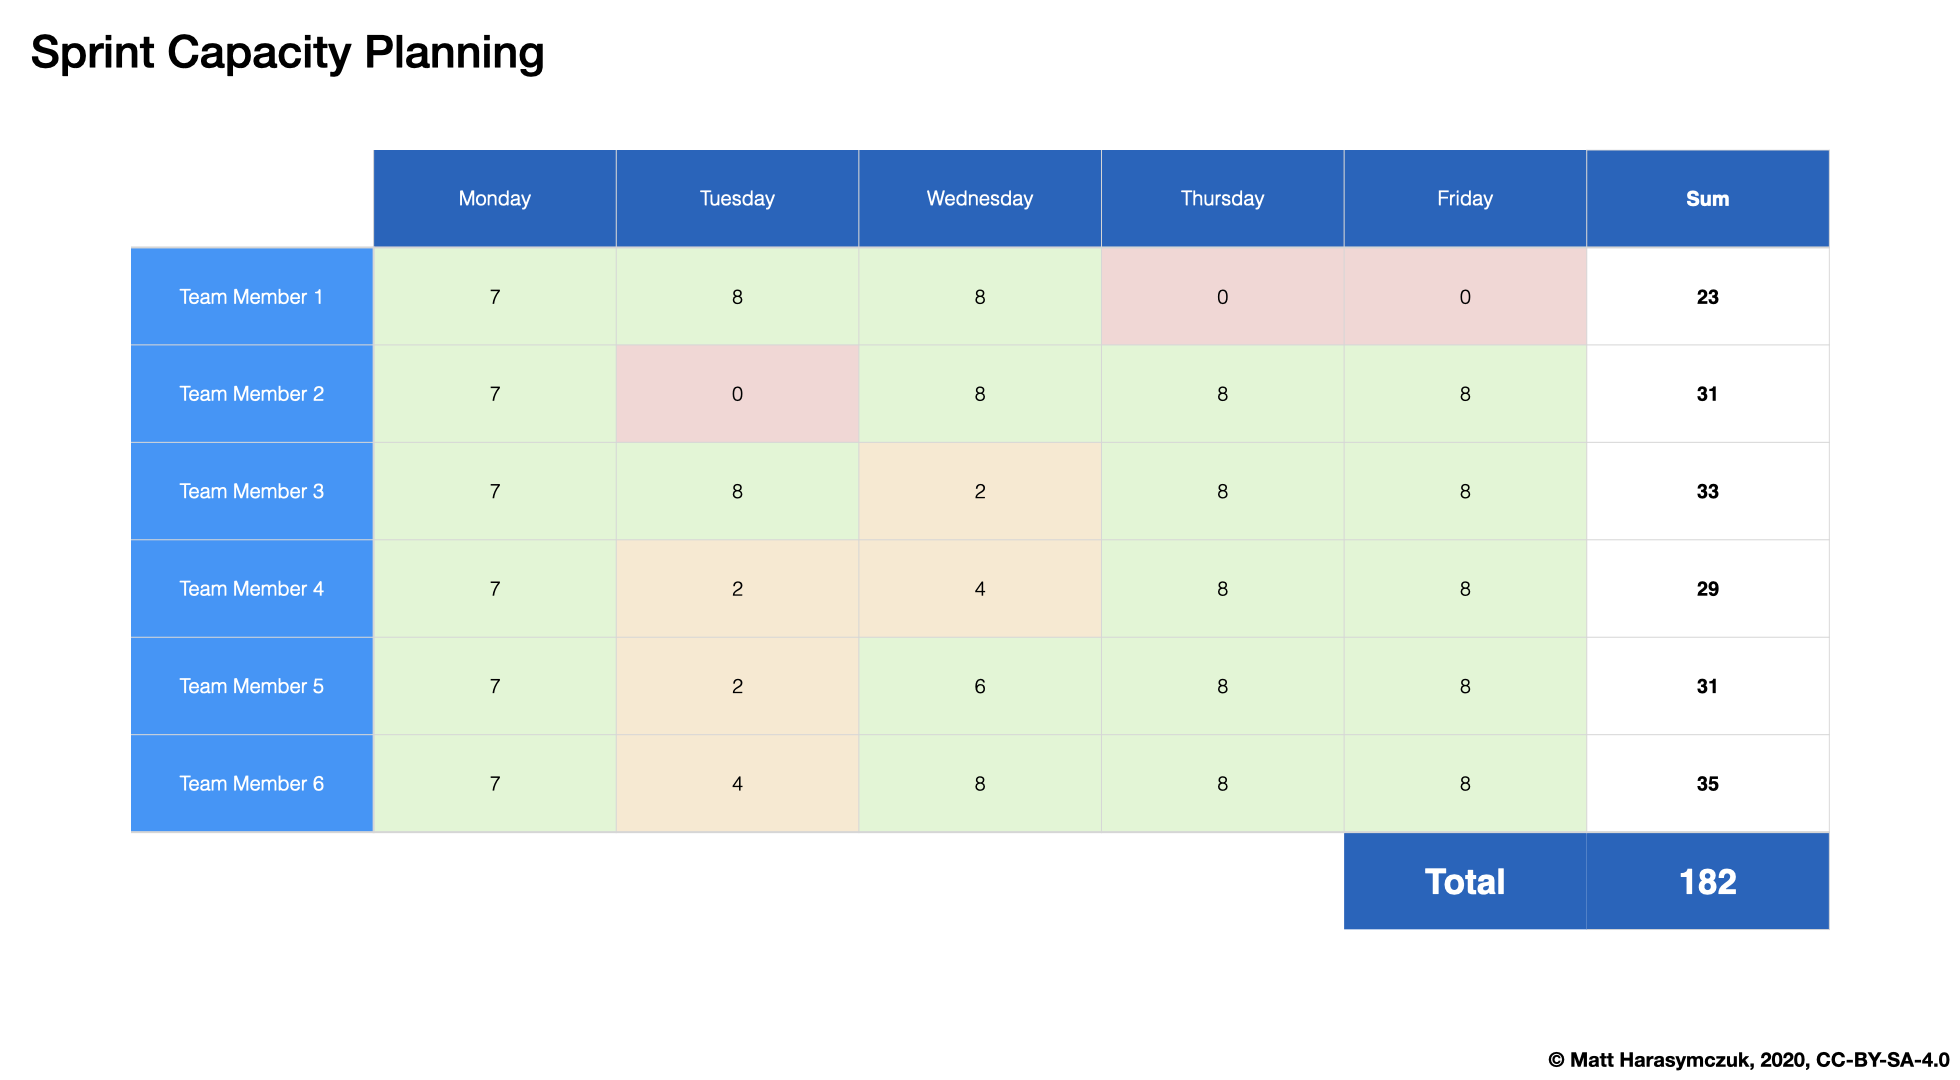 Sprint Capacity Planning
Monday Tuesday Wednesday Thursday Friday Sum
Team Member 1 7 8 8 0 0 23
Team Member 2 7 0 8 8 8 31
Team Member 3 7 8 2 8 8 33
Team Member 4 7 2 4 8 8 29
Team Member 5 7 2 6 8 8 31
Team Member 6 7 4 8 8 8 35
Total 182
© Matt Harasymczuk, 2020, CC-BY-SA-4.0